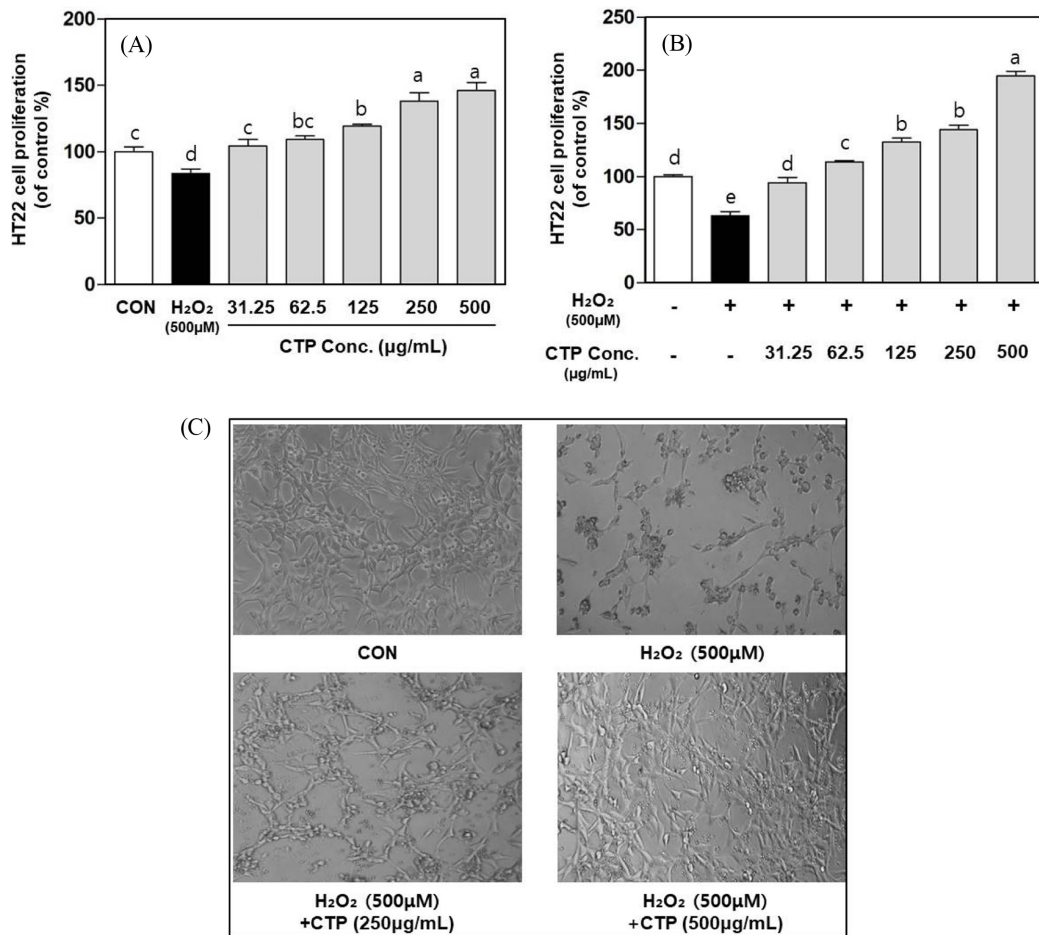 (A)
HT22 cell proliferation
(of control %)
200
150
100
50
0
c
d
c
bc
b
a
a
CON
H₂O₂
(500μM)
31.25
62.5
125
250
500
CTP Conc. (μg/mL)
(B)
HT22 cell proliferation
(of control %)
250
200
150
100
50
0
d
e
d
c
b
b
a
H₂O₂
(500μM)
- + + + + + +
CTP Conc.
(μg/mL)
- - 31.25 62.5 125 250 500
(C)
CON
H₂O₂ (500μM)
H₂O₂ (500μM)
+CTP (250μg/mL)
H₂O₂ (500μM)
+CTP (500μg/mL)